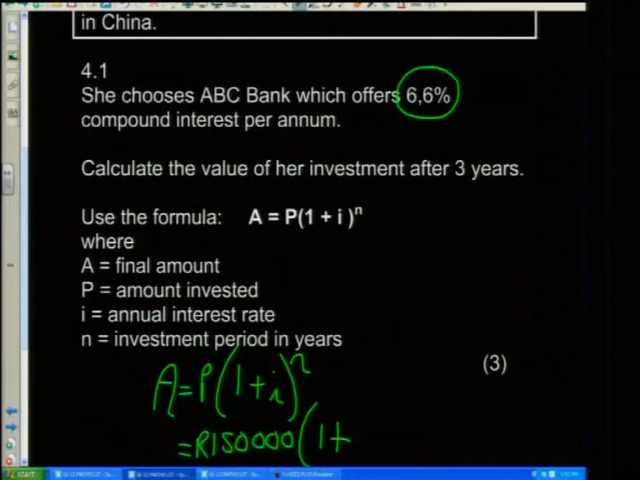 in China.
4.1
She chooses ABC Bank which offers 6,6%
compound interest per annum.
Calculate the value of her investment after 3 years.
Use the formula: A = P(1 + i )ⁿ
where
A = final amount
P = amount invested
i = annual interest rate
n = investment period in years
(3)
A=P(1+i)ⁿ
=R150000(1+
start